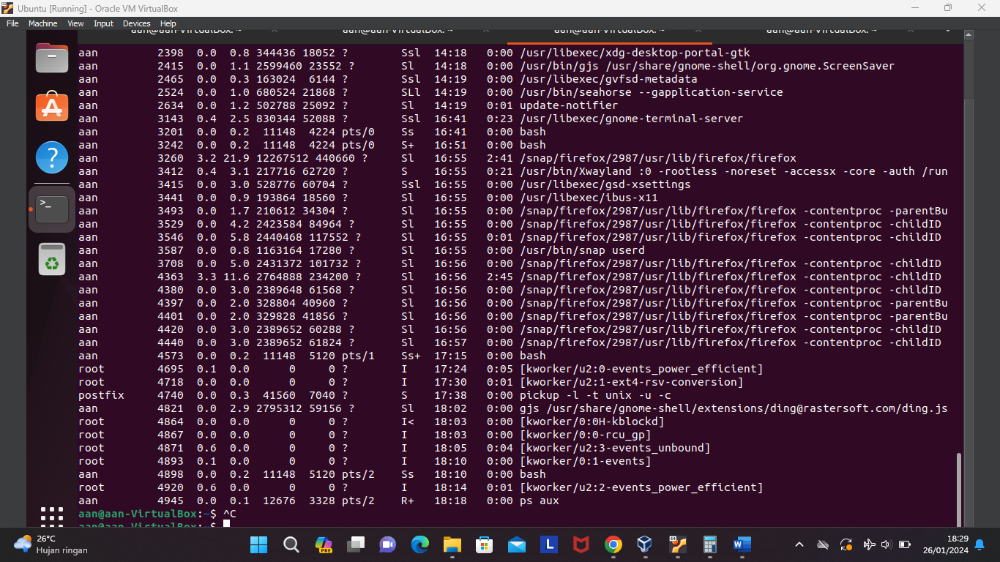 Ubuntu [Running] - Oracle VM VirtualBox
File Machine View Input Devices Help
aan@aan-VirtualBox: ~ aan@aan-VirtualBox: ~ aan@aan-VirtualBox: ~ aan@aan-VirtualBox: ~
aan 2398 0.0 0.8 344436 18052 ? Ssl 14:18 0:00 /usr/libexec/xdg-desktop-portal-gtk
aan 2415 0.0 1.1 2599460 23552 ? Sl 14:18 0:00 /usr/bin/gjs /usr/share/gnome-shell/org.gnome.ScreenSaver
aan 2465 0.0 0.3 163024 6144 ? Ssl 14:19 0:00 /usr/libexec/gvfsd-metadata
aan 2524 0.0 1.0 680524 21868 ? SLl 14:19 0:00 /usr/bin/seahorse --gapplication-service
aan 2634 0.0 1.2 502788 25092 ? Sl 14:19 0:01 update-notifier
aan 3143 0.4 2.5 830344 52088 ? Ssl 16:41 0:23 /usr/libexec/gnome-terminal-server
aan 3201 0.0 0.2 11148 4224 pts/0 Ss 16:41 0:00 bash
aan 3242 0.0 0.2 11148 4224 pts/0 S+ 16:51 0:00 bash
aan 3260 3.2 21.9 12267512 440660 ? Sl 16:55 2:41 /snap/firefox/2987/usr/lib/firefox/firefox
aan 3412 0.4 3.1 217716 62720 ? S 16:55 0:21 /usr/bin/Xwayland :0 -rootless -noreset -accessx -core -auth /run
aan 3415 0.0 3.0 528776 60704 ? Ssl 16:55 0:00 /usr/libexec/gsd-xsettings
aan 3441 0.0 0.9 193864 18560 ? Sl 16:55 0:00 /usr/libexec/ibus-x11
aan 3493 0.0 1.7 210612 34304 ? Sl 16:55 0:00 /snap/firefox/2987/usr/lib/firefox/firefox -contentproc -parentBu
aan 3529 0.0 4.2 2423584 84964 ? Sl 16:55 0:00 /snap/firefox/2987/usr/lib/firefox/firefox -contentproc -childID
aan 3546 0.0 5.8 2440468 117552 ? Sl 16:55 0:01 /snap/firefox/2987/usr/lib/firefox/firefox -contentproc -childID
aan 3587 0.0 0.8 1163164 17280 ? Sl 16:55 0:00 /usr/bin/snap userd
aan 3708 0.0 5.0 2431372 101732 ? Sl 16:56 0:00 /snap/firefox/2987/usr/lib/firefox/firefox -contentproc -childID
aan 4363 3.3 11.6 2764888 234200 ? Sl 16:56 2:45 /snap/firefox/2987/usr/lib/firefox/firefox -contentproc -childID
aan 4380 0.0 3.0 2389648 61568 ? Sl 16:56 0:00 /snap/firefox/2987/usr/lib/firefox/firefox -contentproc -childID
aan 4397 0.0 2.0 328804 40960 ? Sl 16:56 0:00 /snap/firefox/2987/usr/lib/firefox/firefox -contentproc -parentBu
aan 4401 0.0 2.0 329828 41856 ? Sl 16:56 0:00 /snap/firefox/2987/usr/lib/firefox/firefox -contentproc -parentBu
aan 4420 0.0 3.0 2389652 60288 ? Sl 16:56 0:00 /snap/firefox/2987/usr/lib/firefox/firefox -contentproc -childID
aan 4440 0.0 3.0 2389652 61824 ? Sl 16:57 0:00 /snap/firefox/2987/usr/lib/firefox/firefox -contentproc -childID
aan 4573 0.0 0.2 11148 5120 pts/1 Ss+ 17:15 0:00 bash
root 4695 0.1 0.0 0 0 ? I 17:24 0:05 [kworker/u2:0-events_power_efficient]
root 4718 0.0 0.0 0 0 ? I 17:30 0:01 [kworker/u2:1-ext4-rsv-conversion]
postfix 4740 0.0 0.3 41560 7040 ? S 17:38 0:00 pickup -l -t unix -u -c
aan 4821 0.0 2.9 2795312 59156 ? Sl 18:02 0:00 gjs /usr/share/gnome-shell/extensions/ding@rastersoft.com/ding.js
root 4864 0.0 0.0 0 0 ? I< 18:03 0:00 [kworker/0:0H-kblockd]
root 4867 0.0 0.0 0 0 ? I 18:03 0:00 [kworker/0:0-rcu_gp]
root 4871 0.6 0.0 0 0 ? I 18:05 0:04 [kworker/u2:3-events_unbound]
root 4893 0.1 0.0 0 0 ? I 18:10 0:00 [kworker/0:1-events]
aan 4898 0.0 0.2 11148 5120 pts/2 Ss 18:10 0:00 bash
root 4920 0.6 0.0 0 0 ? I 18:14 0:01 [kworker/u2:2-events_power_efficient]
aan 4945 0.0 0.1 12676 3328 pts/2 R+ 18:18 0:00 ps aux
aan@aan-VirtualBox:~$ ^C
aan@aan-VirtualBox:~$
26°C
Hujan ringan
PRE
L
18:29
26/01/2024